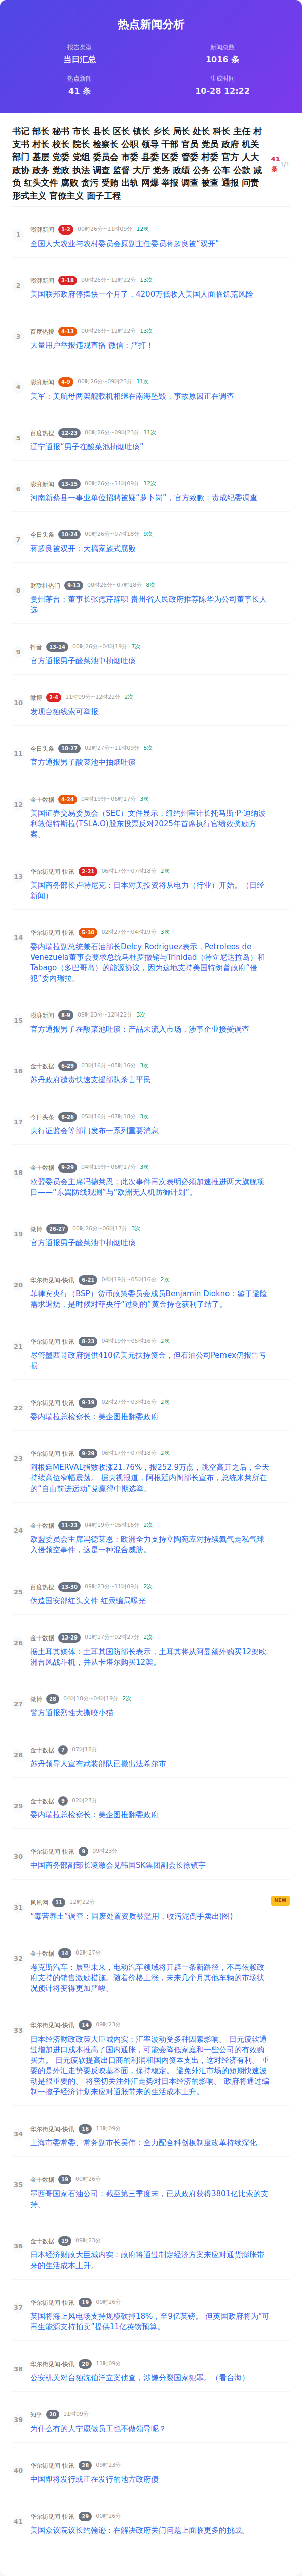 热点新闻分析
报告类型
当日汇总
新闻总数
1016 条
热点新闻
41 条
生成时间
10-28 12:22
书记 部长 秘书 市长 县长 区长 镇长 乡长 局长 处长 科长 主任 村
支书 村长 校长 院长 检察长 公职 领导 干部 官员 党员 政府 机关
部门 基层 党委 党组 委员会 市委 县委 区委 管委 村委 官方 人大
政协 政务 党政 执法 调查 监督 大厅 党务 政绩 公务 公车 公款 减
负 红头文件 腐败 贪污 受贿 出轨 网爆 举报 调查 被查 通报 问责
形式主义 官僚主义 面子工程
41
条
1/1
1
澎湃新闻 1-2 00时26分~11时09分 12次
全国人大农业与农村委员会原副主任委员蒋超良被“双开”
2
澎湃新闻 3-18 00时26分~12时22分 13次
美国联邦政府停摆快一个月了，4200万低收入美国人面临饥荒风险
3
百度热搜 4-13 00时26分~12时22分 13次
大量用户举报违规直播 微信：严打！
4
澎湃新闻 4-9 00时26分~09时23分 11次
美军：美航母两架舰载机相继在南海坠毁，事故原因正在调查
5
百度热搜 12-23 00时26分~09时23分 11次
辽宁通报“男子在酸菜池抽烟吐痰”
6
澎湃新闻 13-15 00时26分~11时09分 12次
河南新蔡县一事业单位招聘被疑“萝卜岗”，官方致歉：责成纪委调查
7
今日头条 10-24 00时26分~07时18分 9次
蒋超良被双开：大搞家族式腐败
8
财联社热门 9-13 00时26分~07时18分 8次
贵州茅台：董事长张德芹辞职 贵州省人民政府推荐陈华为公司董事长人
选
9
抖音 13-14 00时26分~04时19分 7次
官方通报男子酸菜池中抽烟吐痰
10
微博 2-4 11时09分~12时22分 2次
发现台独线索可举报
11
今日头条 18-27 02时27分~11时09分 5次
官方通报男子酸菜池中抽烟吐痰
12
金十数据 4-24 04时19分~06时17分 3次
美国证券交易委员会（SEC）文件显示，纽约州审计长托马斯·P·迪纳波
利敦促特斯拉(TSLA.O)股东投票反对2025年首席执行官绩效奖励方
案。
13
华尔街见闻-快讯 2-21 06时17分~07时18分 2次
美国商务部长卢特尼克：日本对美投资将从电力（行业）开始。（日经
新闻）
14
华尔街见闻-快讯 5-30 02时27分~04时19分 3次
委内瑞拉副总统兼石油部长Delcy Rodriguez表示，Petroleos de
Venezuela董事会要求总统马杜罗撤销与Trinidad（特立尼达拉岛）和
Tabago（多巴哥岛）的能源协议，因为这地支持美国特朗普政府“侵
犯”委内瑞拉。
15
澎湃新闻 8-9 09时23分~12时22分 3次
官方通报男子在酸菜池吐痰：产品未流入市场，涉事企业接受调查
16
金十数据 6-29 03时16分~05时16分 3次
苏丹政府谴责快速支援部队杀害平民
17
今日头条 8-26 05时16分~07时18分 3次
央行证监会等部门发布一系列重要消息
18
金十数据 9-29 04时19分~06时17分 3次
欧盟委员会主席冯德莱恩：此次事件再次表明必须加速推进两大旗舰项
目——“东翼防线观测”与“欧洲无人机防御计划”。
19
微博 26-27 00时26分~06时17分 3次
官方通报男子酸菜池中抽烟吐痰
20
华尔街见闻-快讯 6-21 04时19分~05时16分 2次
菲律宾央行（BSP）货币政策委员会成员Benjamin Diokno：鉴于避险
需求退烧，是时候对菲央行“过剩的”黄金持仓获利了结了。
21
华尔街见闻-快讯 8-23 04时19分~05时16分 2次
尽管墨西哥政府提供410亿美元扶持资金，但石油公司Pemex仍报告亏
损
22
华尔街见闻-快讯 9-19 02时27分~03时16分 2次
委内瑞拉总检察长：美企图推翻委政府
23
华尔街见闻-快讯 9-29 06时17分~07时18分 2次
阿根廷MERVAL指数收涨21.76%，报252.9万点，跳空高开之后，全天
持续高位窄幅震荡。 据央视报道，阿根廷内阁部长宣布，总统米莱所在
的“自由前进运动”党赢得中期选举。
24
金十数据 11-23 04时19分~05时16分 2次
欧盟委员会主席冯德莱恩：欧洲全力支持立陶宛应对持续氦气走私气球
入侵领空事件，这是一种混合威胁。
25
百度热搜 13-30 09时23分~11时09分 2次
伪造国安部红头文件 红汞骗局曝光
26
金十数据 13-29 01时17分~02时27分 2次
据土耳其媒体：土耳其国防部长表示，土耳其将从阿曼额外购买12架欧
洲台风战斗机，并从卡塔尔购买12架。
27
微博 28 04时18分~04时19分 2次
警方通报烈性犬撕咬小猫
28
金十数据 7 07时18分
苏丹领导人宣布武装部队已撤出法希尔市
29
金十数据 9 02时27分
委内瑞拉总检察长：美企图推翻委政府
30
华尔街见闻-快讯 9 09时23分
中国商务部副部长凌激会见韩国SK集团副会长徐镇宇
31
凤凰网 11 12时22分
NEW
“毒营养土”调查：固废处置资质被滥用，收污泥倒手卖出(图)
32
金十数据 14 02时27分
考克斯汽车：展望未来，电动汽车领域将开辟一条新路径，不再依赖政
府支持的销售激励措施。随着价格上涨，未来几个月其他车辆的市场状
况预计将变得更加严峻。
33
华尔街见闻-快讯 14 09时23分
日本经济财政政策大臣城内实：汇率波动受多种因素影响。 日元疲软通
过增加进口成本推高了国内通胀，可能会降低家庭和一些公司的有效购
买力。 日元疲软提高出口商的利润和国内资本支出，这对经济有利。 重
要的是外汇走势要反映基本面，保持稳定。 避免外汇市场的短期快速波
动是很重要的。 将密切关注外汇走势对日本经济的影响。 政府将通过编
制一揽子经济计划来应对通胀带来的生活成本上升。
34
华尔街见闻-快讯 16 11时09分
上海市委常委、常务副市长吴伟：全力配合科创板制度改革持续深化
35
金十数据 19 00时26分
墨西哥国家石油公司：截至第三季度末，已从政府获得3801亿比索的支
持。
36
金十数据 19 09时23分
日本经济财政大臣城内实：政府将通过制定经济方案来应对通货膨胀带
来的生活成本上升。
37
华尔街见闻-快讯 19 00时26分
英国将海上风电场支持规模砍掉18%，至9亿英镑。 但英国政府将为“可
再生能源支持拍卖”提供11亿英镑预算。
38
华尔街见闻-快讯 20 11时09分
公安机关对台独沈伯洋立案侦查，涉嫌分裂国家犯罪。（看台海）
39
知乎 20 11时09分
为什么有的人宁愿做员工也不做领导呢？
40
华尔街见闻-快讯 28 09时23分
中国即将发行或正在发行的地方政府债
41
华尔街见闻-快讯 29 00时26分
美国众议院议长约翰逊：在解决政府关门问题上面临更多的挑战。